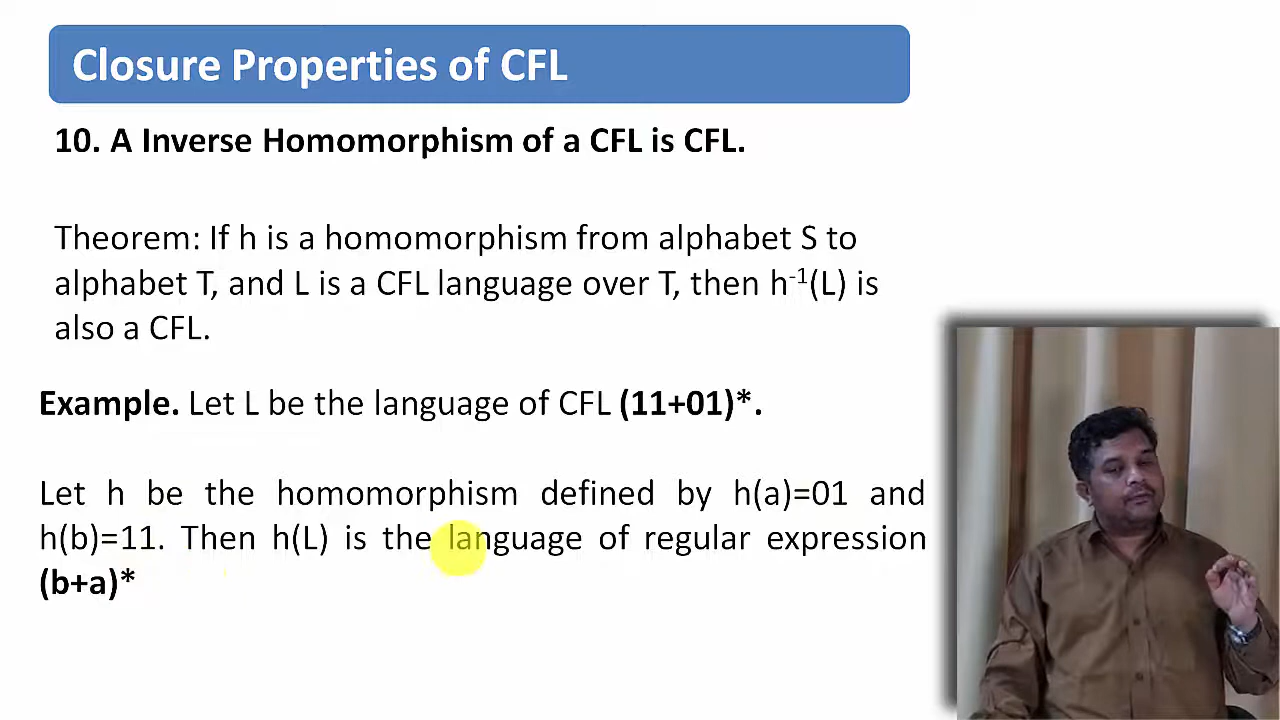 Closure Properties of CFL
10. A Inverse Homomorphism of a CFL is CFL.
Theorem: If h is a homomorphism from alphabet S to
alphabet T, and L is a CFL language over T, then h⁻¹(L) is
also a CFL.
Example. Let L be the language of CFL (11+01)*.
Let h be the homomorphism defined by h(a)=01 and
h(b)=11. Then h(L) is the language of regular expression
(b+a)*